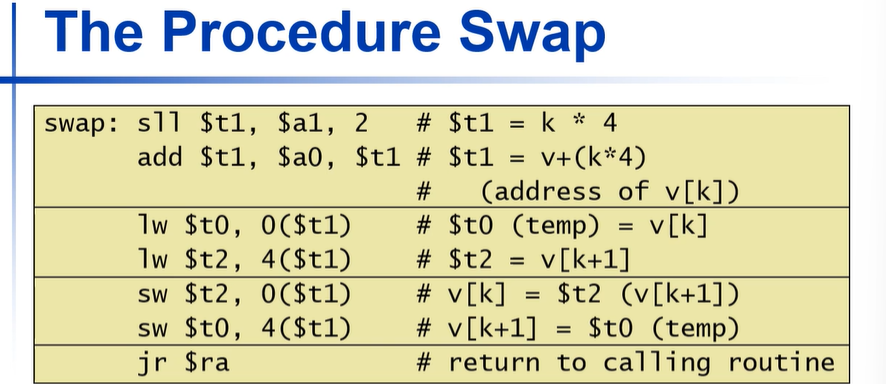 The Procedure Swap
swap: sll $t1, $a1, 2 # $t1 = k * 4
add $t1, $a0, $t1 # $t1 = v+(k*4)
# (address of v[k])
lw $t0, 0($t1) # $t0 (temp) = v[k]
lw $t2, 4($t1) # $t2 = v[k+1]
sw $t2, 0($t1) # v[k] = $t2 (v[k+1])
sw $t0, 4($t1) # v[k+1] = $t0 (temp)
jr $ra # return to calling routine